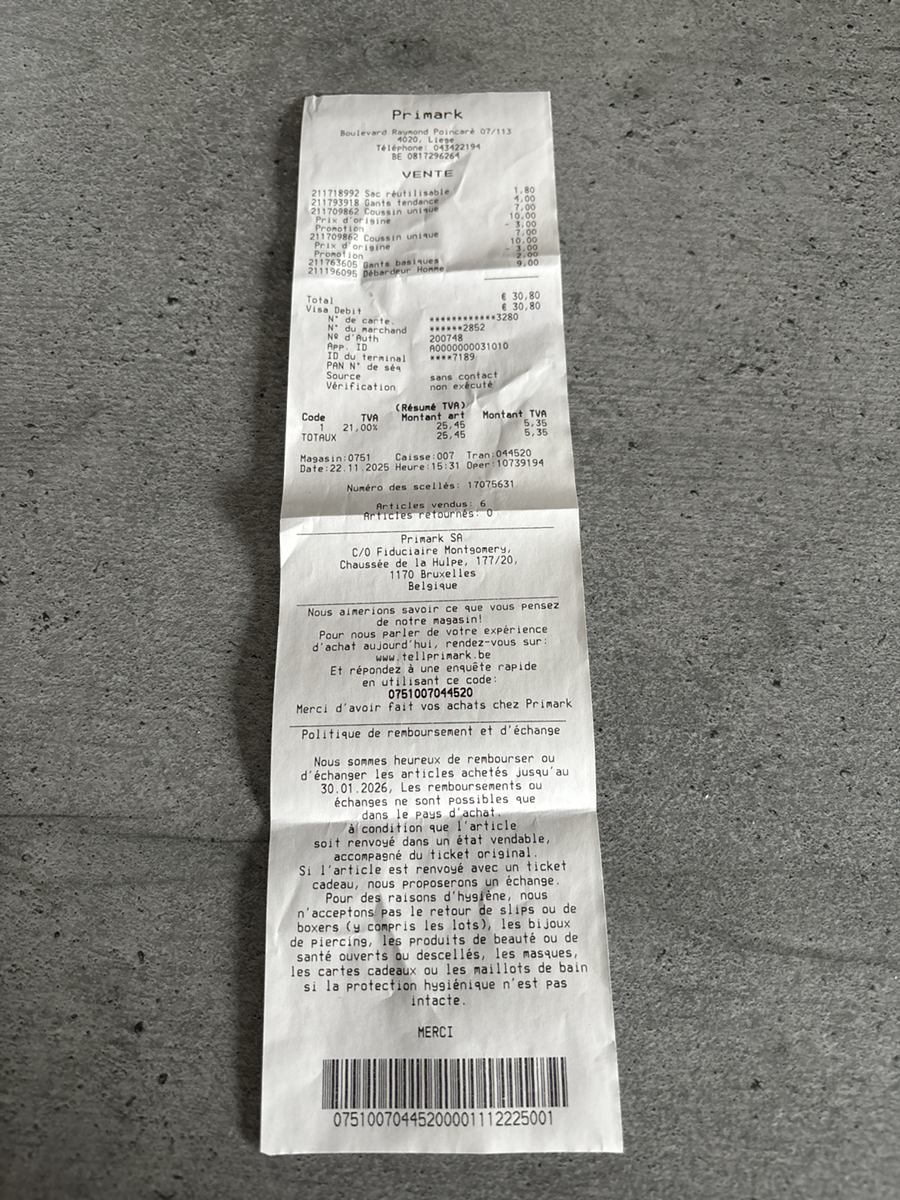 Primark
Boulevard Raymond Poincaré 07/113
4020, Liege
Téléphone: 043422194
BE 0817296264
VENTE
211718992 Sac réutilisable 1,80
211793918 Gants tendance 4,00
211709862 Coussin unique 7,00
Prix d'origine 10,00
Promotion - 3,00
211709862 Coussin unique 7,00
Prix d'origine 10,00
Promotion - 3,00
211763605 Gants basiques 2,00
211196095 Débardeur Homme 9,00
Total € 30,80
Visa Debit € 30,80
N° de carte. ************3280
N° du marchand ******2852
Nº d'Auth 200748
App. ID A0000000031010
ID du terminal ****7189
PAN N° de séq
Source sans contact
Vérification non exécuté
(Résumé TVA)
Code TVA Montant art Montant TVA
1 21,00% 25,45 5,35
TOTAUX 25,45 5,35
Magasin:0751 Caisse:007 Tran:044520
Date:22.11.2025 Heure:15:31 Oper:10739194
Numéro des scellés: 17075631
Articles vendus: 6
Articles retournés: 0
Primark SA
C/O Fiduciaire Montgomery,
Chaussée de la Hulpe, 177/20,
1170 Bruxelles
Belgique
Nous aimerions savoir ce que vous pensez
de notre magasin!
Pour nous parler de votre expérience
d'achat aujourd'hui, rendez-vous sur:
www.tellprimark.be
Et répondez à une enquête rapide
en utilisant ce code:
0751007044520
Merci d'avoir fait vos achats chez Primark
Politique de remboursement et d'échange
Nous sommes heureux de rembourser ou
d'échanger les articles achetés jusqu'au
30.01.2026, Les remboursements ou
échanges ne sont possibles que
dans le pays d'achat.
à condition que l'article
soit renvoyé dans un état vendable,
accompagné du ticket original.
Si l'article est renvoyé avec un ticket
cadeau, nous proposerons un échange.
Pour des raisons d'hygiène, nous
n'acceptons pas le retour de slips ou de
boxers (y compris les lots), les bijoux
de piercing, les produits de beauté ou de
santé ouverts ou descellés, les masques,
les cartes cadeaux ou les maillots de bain
si la protection hygiénique n'est pas
intacte.
MERCI
07510070445200001112225001